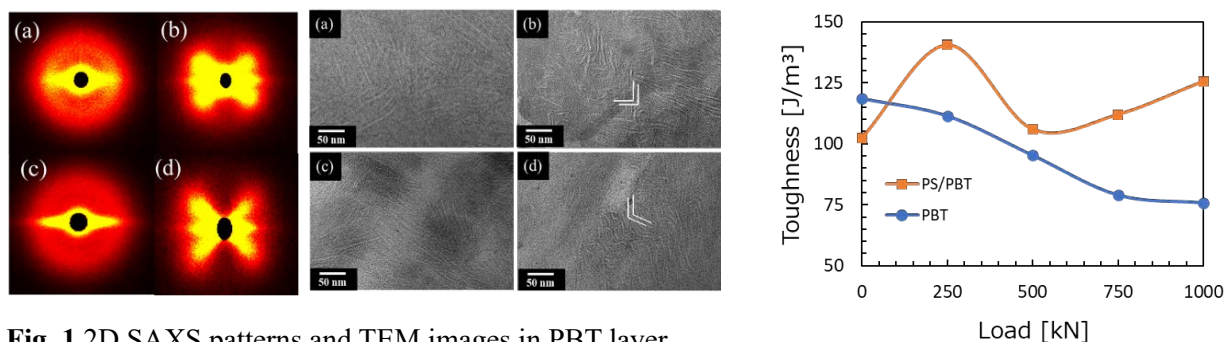 (a)
(b)
(c)
(d)
(a)
50 nm
(b)
50 nm
(c)
50 nm
(d)
50 nm
Fig. 1 2D SAXS patterns and TEM images in PBT layer
150
125
100
75
50
Toughness [J/m³]
PS/PBT
PBT
0 250 500 750 1000
Load [kN]